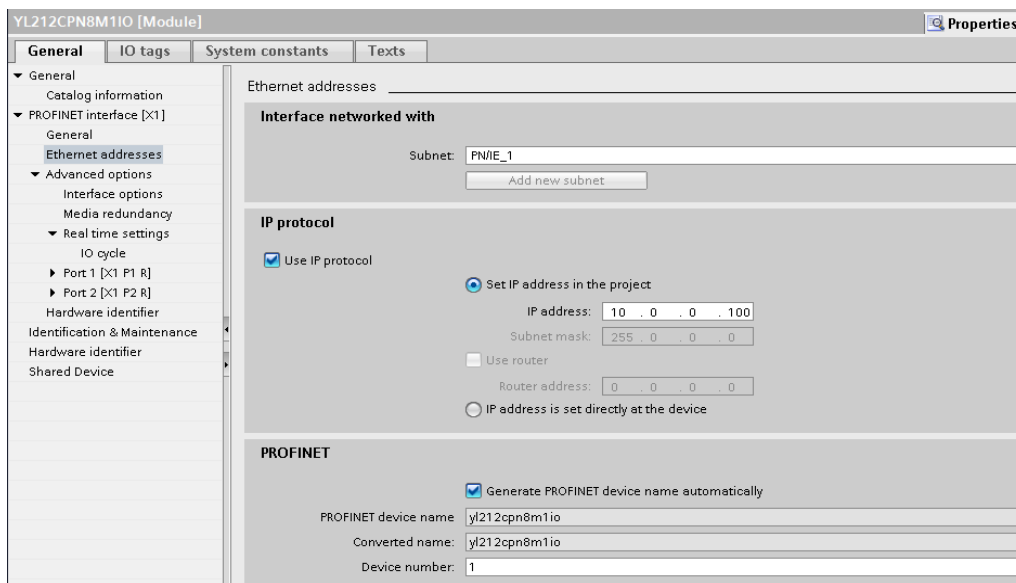 YL212CPN8M1IO [Module]
Properties
General
IO tags
System constants
Texts
General
Catalog information
PROFINET interface [X1]
General
Ethernet addresses
Advanced options
Interface options
Media redundancy
Real time settings
IO cycle
Port 1 [X1 P1 R]
Port 2 [X1 P2 R]
Hardware identifier
Identification & Maintenance
Hardware identifier
Shared Device
Ethernet addresses
Interface networked with
Subnet: PN/IE_1
Add new subnet
IP protocol
Use IP protocol
Set IP address in the project
IP address: 10 . 0 . 0 . 100
Subnet mask: 255 . 0 . 0 . 0
Use router
Router address: 0 . 0 . 0 . 0
IP address is set directly at the device
PROFINET
Generate PROFINET device name automatically
PROFINET device name yl212cpn8m1io
Converted name: yl212cpn8m1io
Device number: 1